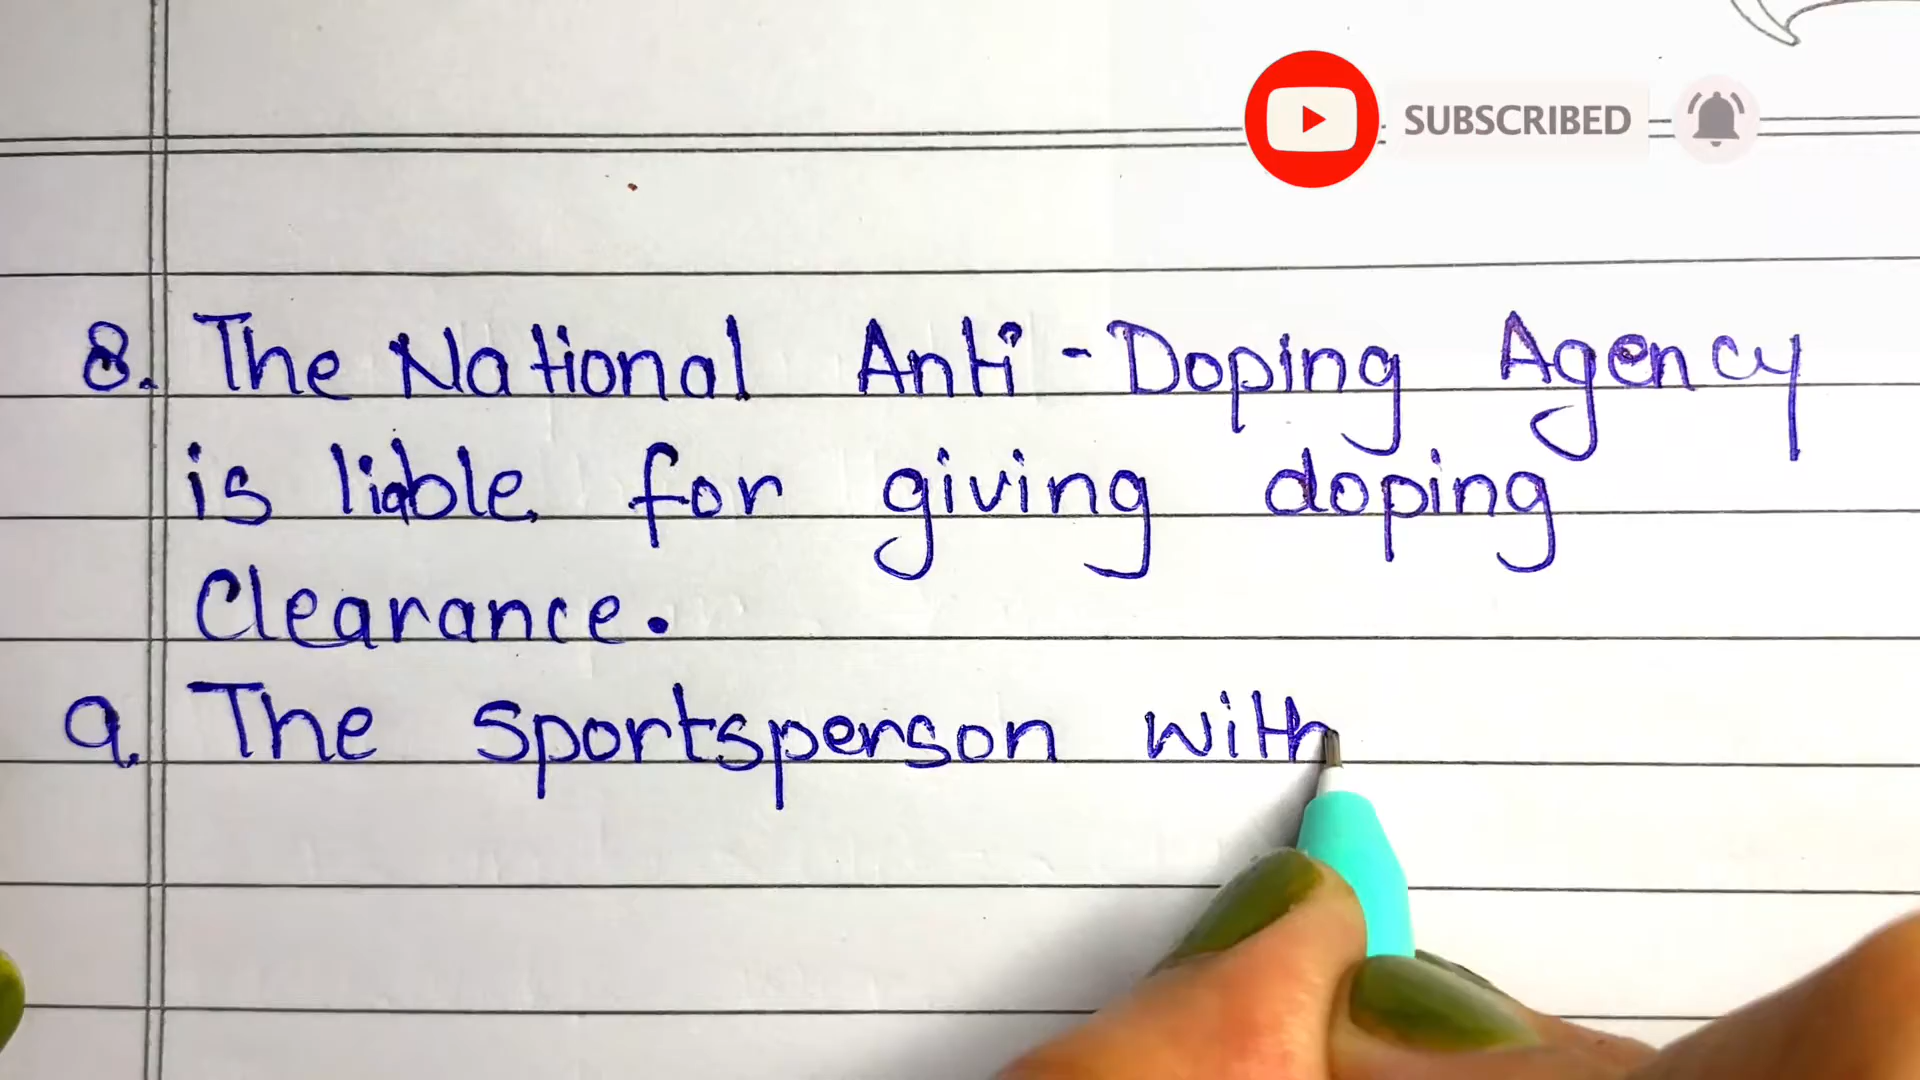 SUBSCRIBED
8. The National Anti-Doping Agency
is liable for giving doping
Clearance.
9. The sportsperson with